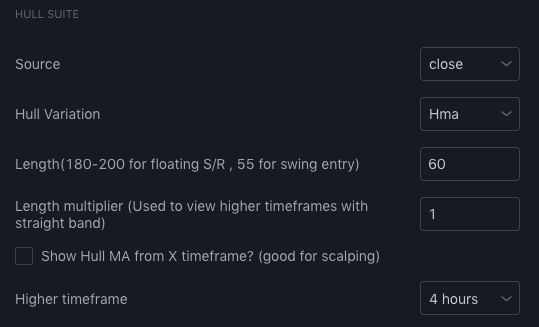 HULL SUITE
Source close
Hull Variation Hma
Length(180-200 for floating S/R , 55 for swing entry) 60
Length multiplier (Used to view higher timeframes with
straight band) 1
Show Hull MA from X timeframe? (good for scalping)
Higher timeframe 4 hours